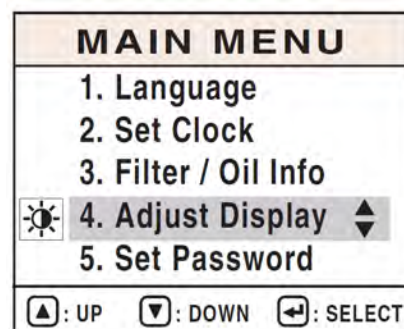 MAIN MENU
1. Language
2. Set Clock
3. Filter / Oil Info
4. Adjust Display
5. Set Password
: UP : DOWN : SELECT